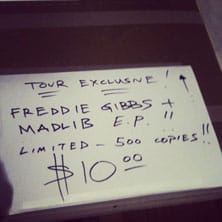 TOUR EXCLUSIVE!
FREDDIE GIBBS +
MADLIB E.P. !!
LIMITED - 500 COPIES!!
$10.00